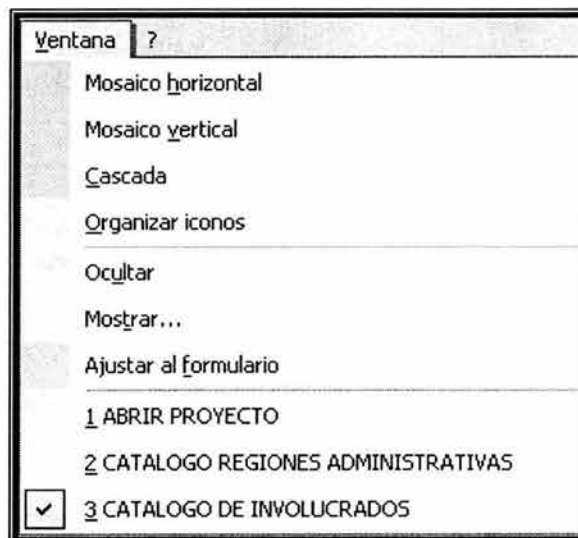 Ventana ?
Mosaico horizontal
Mosaico vertical
Cascada
Organizar iconos
Ocultar
Mostrar...
Ajustar al formulario
1 ABRIR PROYECTO
2 CATALOGO REGIONES ADMINISTRATIVAS
3 CATALOGO DE INVOLUCRADOS